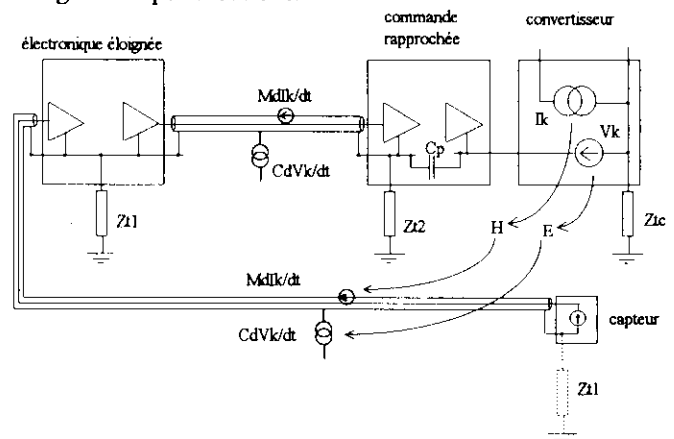 commande
rapprochée
convertisseur
électronique éloignée
MdIk/dt
Ik
Vk
Cp
CdVk/dt
Zt1
Zt2
H
E
Ztc
MdIk/dt
CdVk/dt
capteur
Zt1